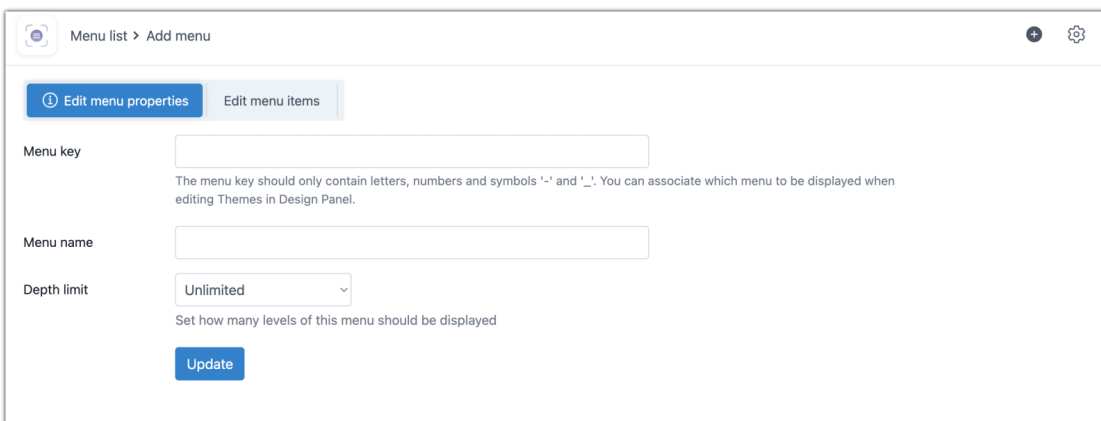 Menu list > Add menu
Edit menu properties
Edit menu items
Menu key
The menu key should only contain letters, numbers and symbols '-' and '_'. You can associate which menu to be displayed when
editing Themes in Design Panel.
Menu name
Depth limit
Unlimited
Set how many levels of this menu should be displayed
Update